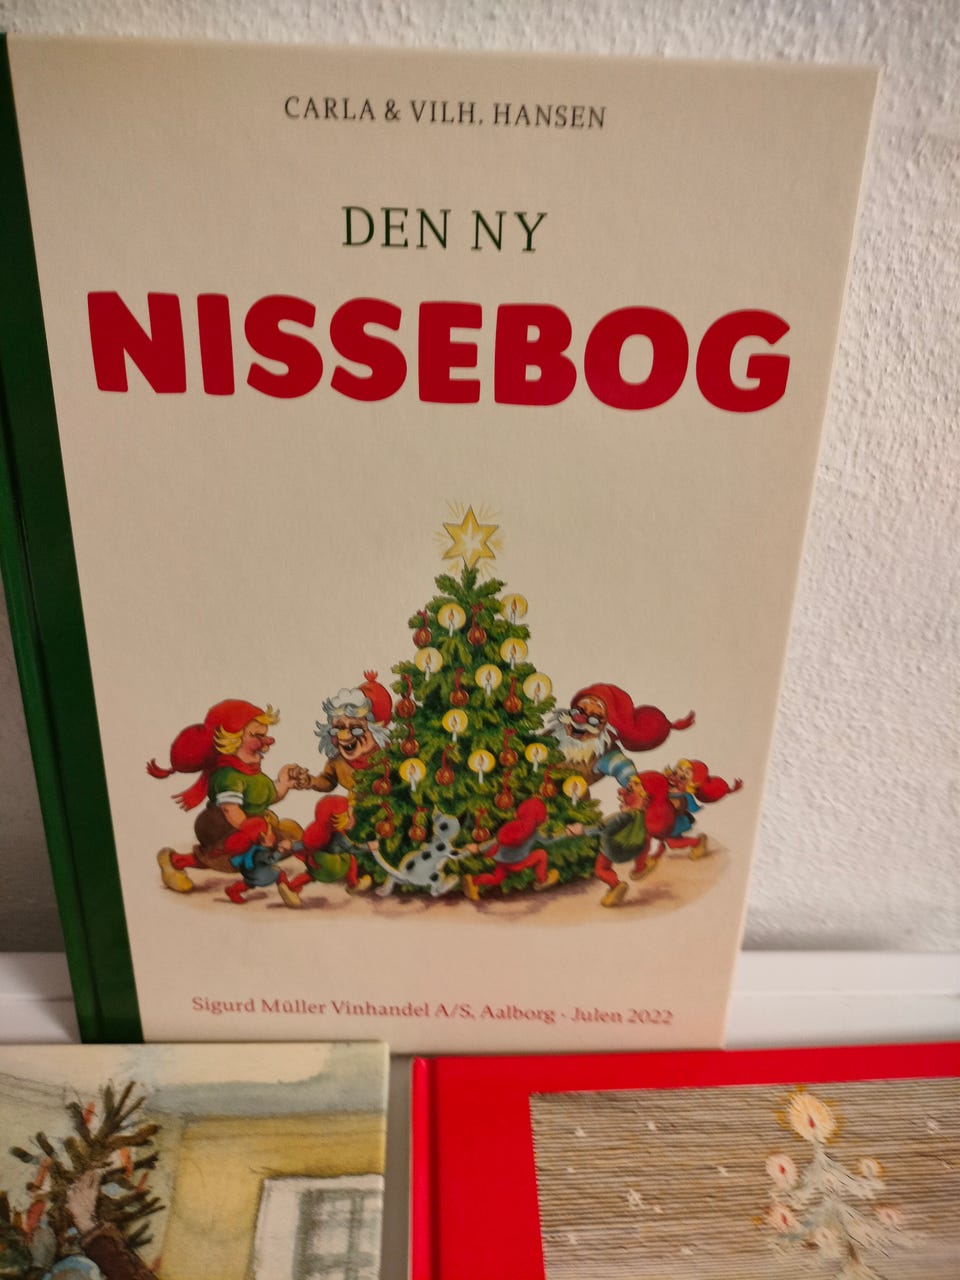 CARLA & VILH. HANSEN
DEN NY
NISSEBOG
Sigurd Müller Vinhandel A/S, Aalborg · Julen 2022